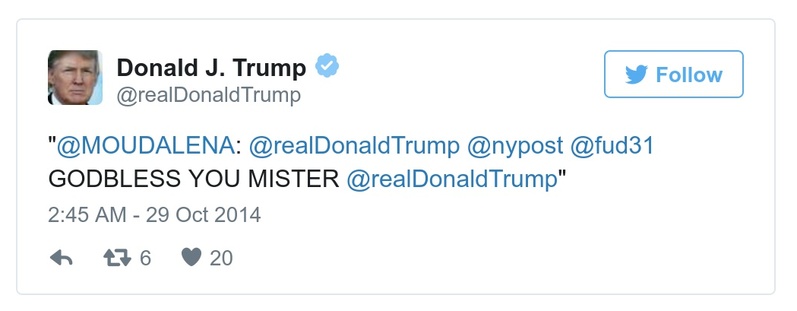 Donald J. Trump
@realDonaldTrump
Follow
"@MOUDALENA: @realDonaldTrump @nypost @fud31
GODBLESS YOU MISTER @realDonaldTrump"
2:45 AM - 29 Oct 2014
6 20